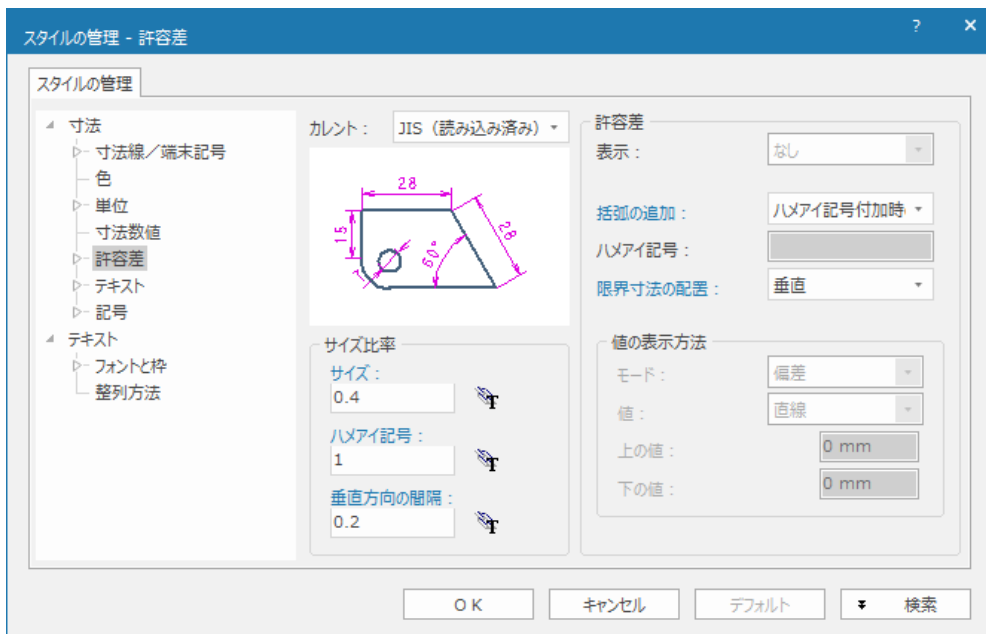 スタイルの管理 - 許容差
?
×
スタイルの管理
寸法
寸法線／端末記号
色
単位
寸法数値
許容差
テキスト
記号
テキスト
フォントと枠
整列方法
カレント：
JIS（読み込み済み）
28
15
60°
28
サイズ比率
サイズ：
0.4
T
ハメアイ記号：
1
T
垂直方向の間隔：
0.2
T
許容差
表示：
なし
括弧の追加：
ハメアイ記号付加時
ハメアイ記号：
限界寸法の配置：
垂直
値の表示方法
モード：
偏差
値：
直線
上の値：
0 mm
下の値：
0 mm
ＯＫ
キャンセル
デフォルト
検索